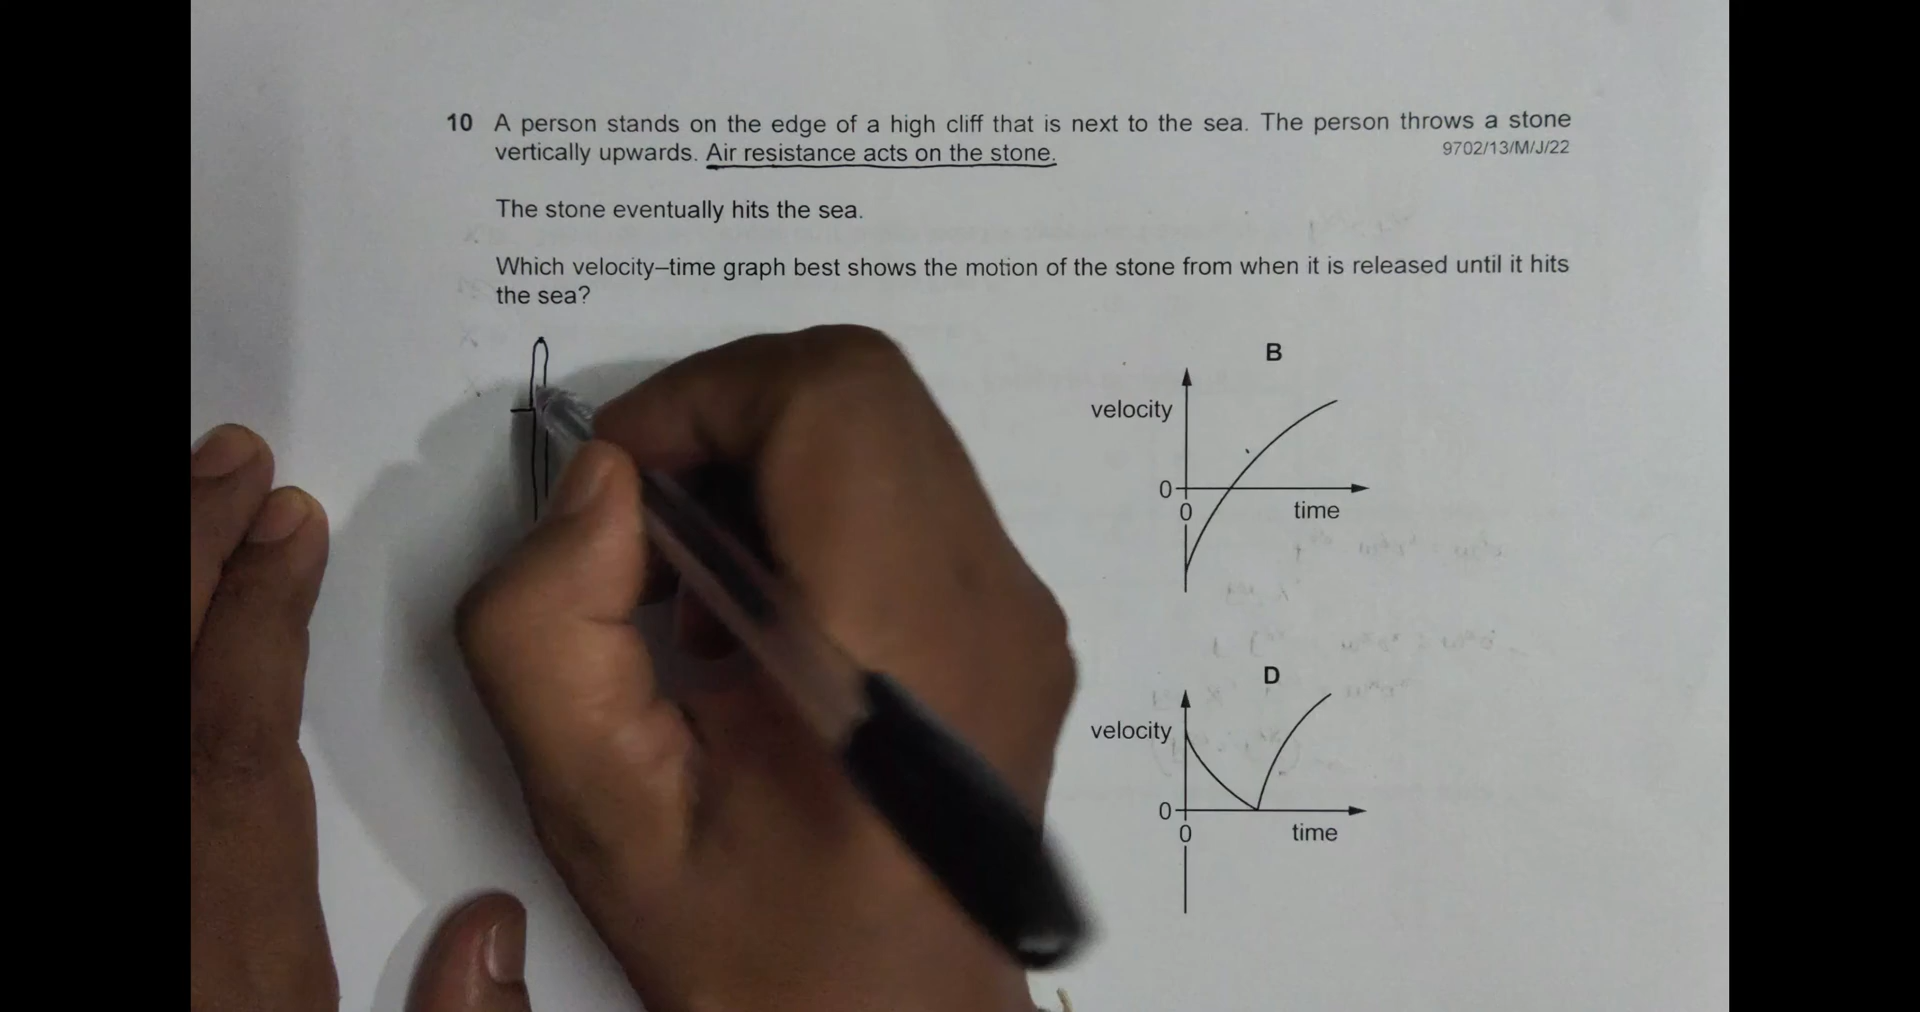 10 A person stands on the edge of a high cliff that is next to the sea. The person throws a stone
vertically upwards. Air resistance acts on the stone.
9702/13/M/J/22
The stone eventually hits the sea.
Which velocity–time graph best shows the motion of the stone from when it is released until it hits
the sea?
B
velocity
0
0
time
D
velocity
0
0
time